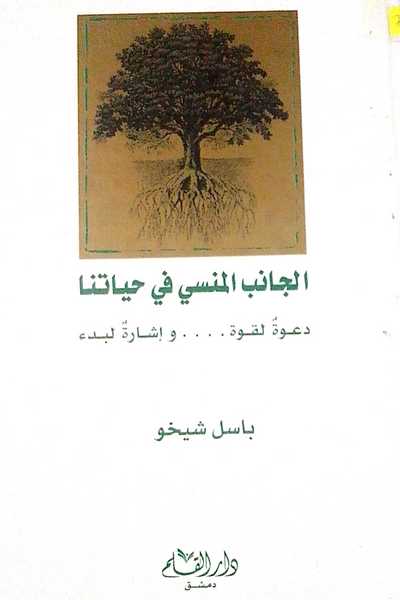 الجانب المنسي في حياتنا
دعوةٌ لقوة .... و إشارةٌ لبدء
باسل شيخو
دار القلم
دمشق